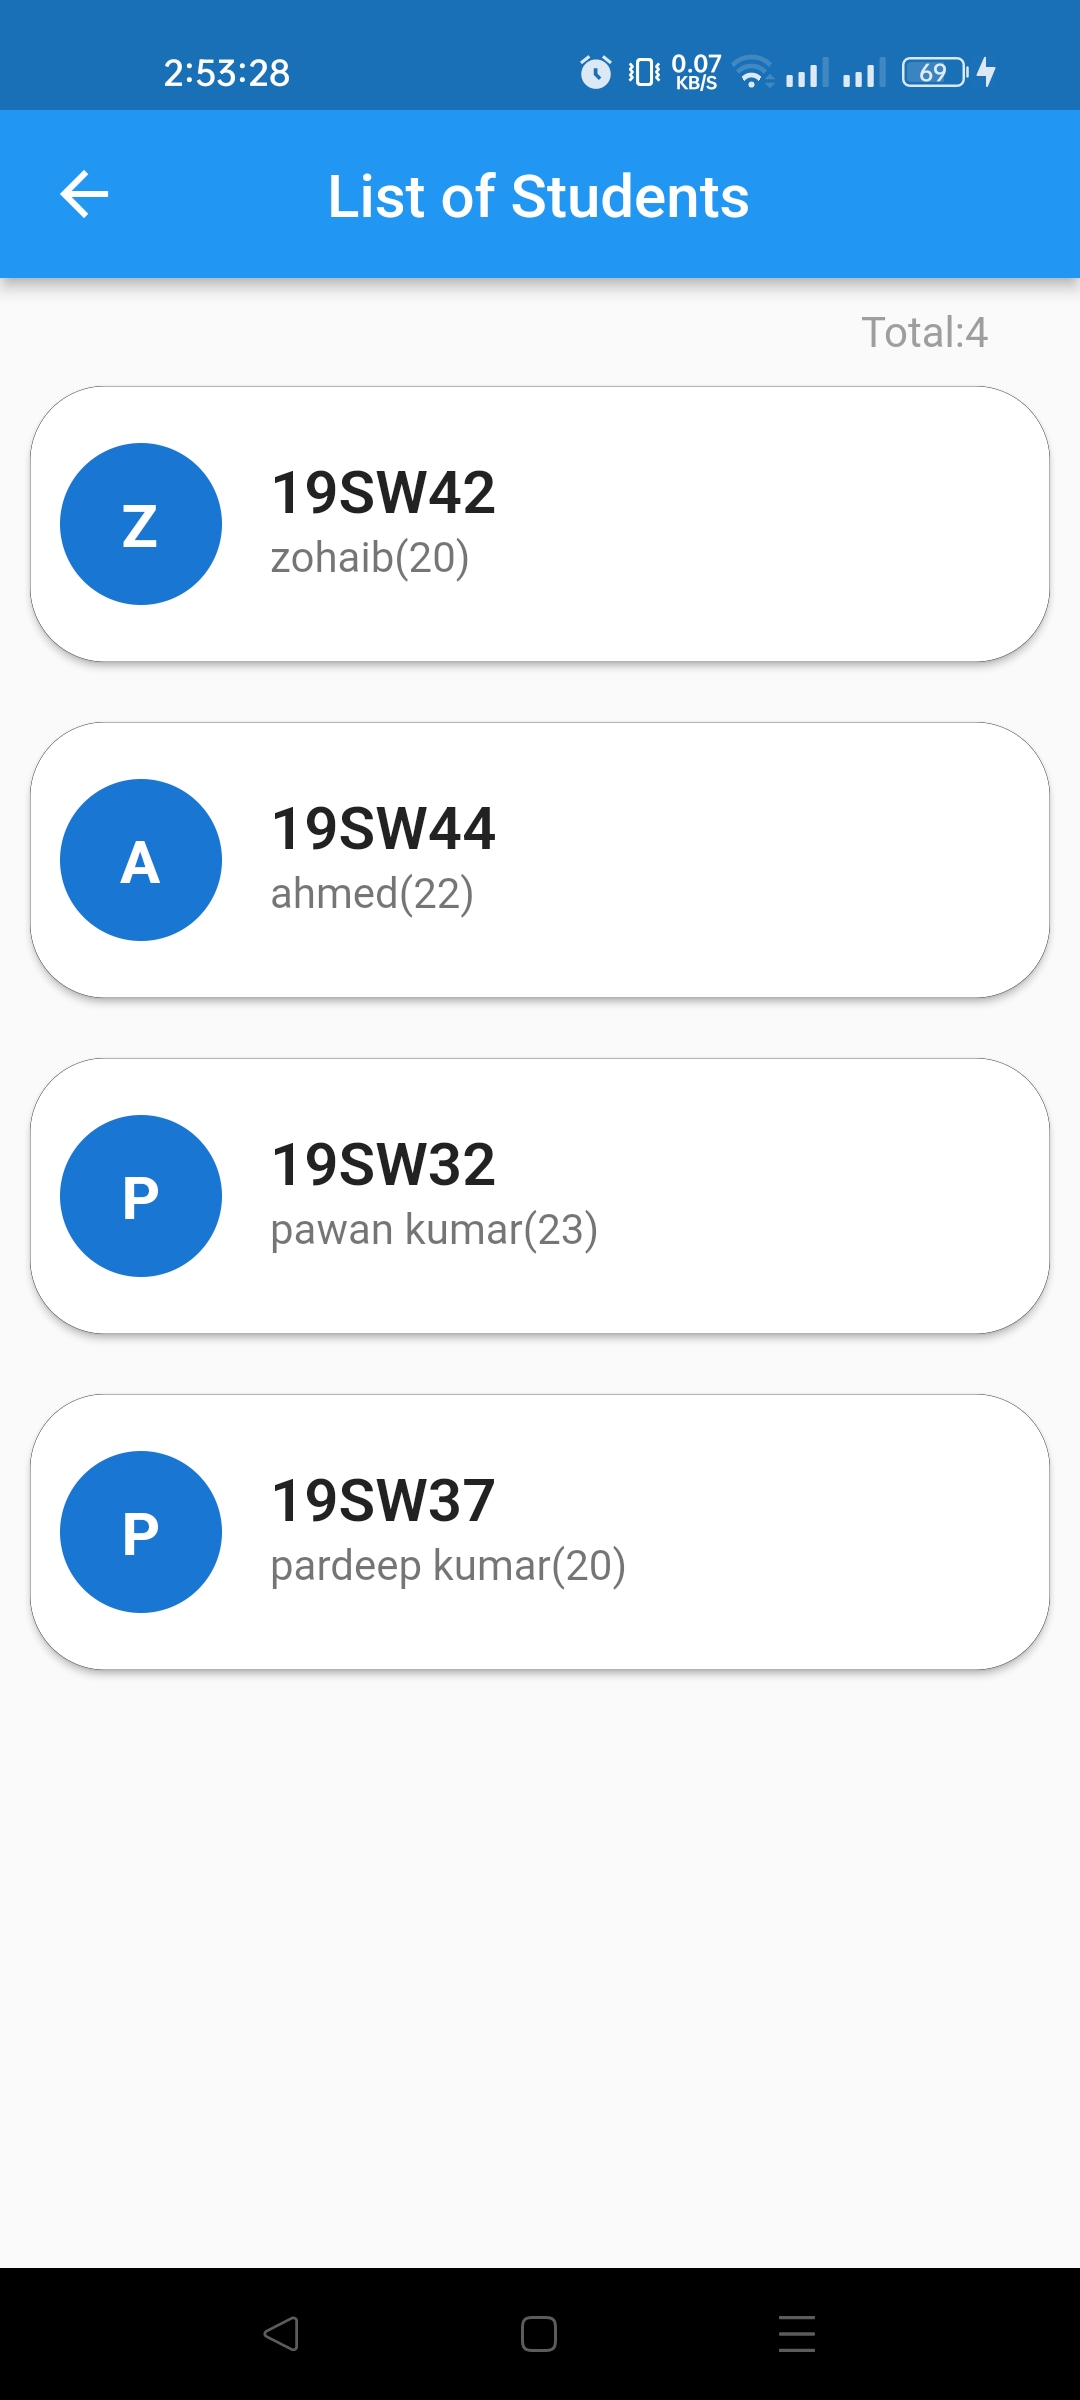 2:53:28
0.07
KB/S
69
List of Students
Total:4
Z
19SW42
zohaib(20)
A
19SW44
ahmed(22)
P
19SW32
pawan kumar(23)
P
19SW37
pardeep kumar(20)